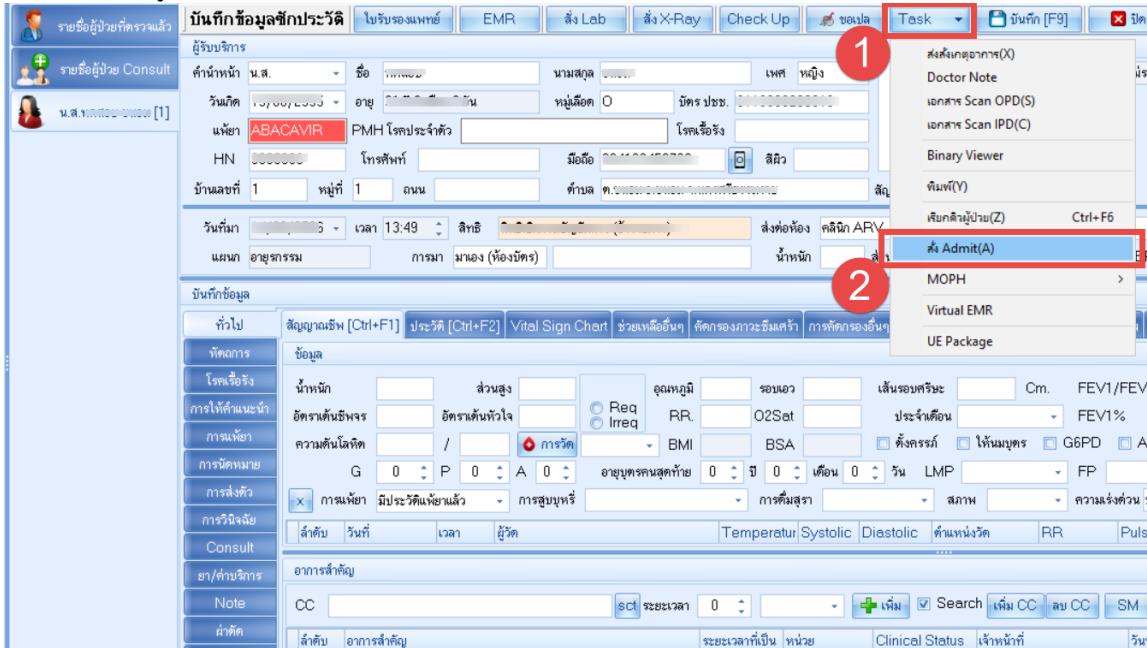 รายชื่อผู้ป่วยที่ตรวจแล้ว
รายชื่อผู้ป่วย Consult
น.ส. [1]
บันทึกข้อมูลซักประวัติ ใบรับรองแพทย์ EMR สั่ง Lab สั่ง X-Ray Check Up ขอเปล Task บันทึก [F9] ปิด
1
ผู้รับบริการ
คำนำหน้า น.ส. ชื่อ นามสกุล เพศ หญิง
วันเกิด อายุ วัน หมู่เลือด O บัตร ปชช.
แพ้ยา ABACAVIR PMH โรคประจำตัว โรคเรื้อรัง
HN โทรศัพท์ มือถือ สีผิว
บ้านเลขที่ 1 หมู่ที่ 1 ถนน ตำบล
วันที่มา เวลา 13:49 สิทธิ ส่งต่อห้อง คลินิก ARV
แผนก อายุรกรรม การมา มาเอง (ห้องบัตร) น้ำหนัก
ส่งสังเกตอาการ(X)
Doctor Note
เอกสาร Scan OPD(S)
เอกสาร Scan IPD(C)
Binary Viewer
พิมพ์(Y)
เรียกคิวผู้ป่วย(Z) Ctrl+F6
สั่ง Admit(A)
2
MOPH
Virtual EMR
UE Package
บันทึกข้อมูล
ทั่วไป
หัตถการ
โรคเรื้อรัง
การให้คำแนะนำ
การแพ้ยา
การนัดหมาย
การส่งตัว
การวินิจฉัย
Consult
ยา/ค่าบริการ
Note
ผ่าตัด
สัญญาณชีพ [Ctrl+F1] ประวัติ [Ctrl+F2] Vital Sign Chart ช่วยเหลืออื่นๆ คัดกรองภาวะซึมเศร้า การคัดกรองอื่นๆ
ข้อมูล
น้ำหนัก ส่วนสูง อุณหภูมิ รอบเอว เส้นรอบศรีษะ Cm. FEV1/FEV
อัตราเต้นชีพจร อัตราเต้นหัวใจ Reg Irreg RR. O2Sat ประจำเดือน FEV1%
ความดันโลหิต / การวัด BMI BSA ตั้งครรภ์ ให้นมบุตร G6PD
G 0 P 0 A 0 อายุบุตรคนสุดท้าย 0 ปี 0 เดือน 0 วัน LMP FP
x การแพ้ยา มีประวัติแพ้ยาแล้ว การสูบบุหรี่ การดื่มสุรา สภาพ ความเร่งด่วน
ลำดับ วันที่ เวลา ผู้วัด Temperatur Systolic Diastolic ตำแหน่งวัด RR Puls
อาการสำคัญ
CC sct ระยะเวลา 0 เพิ่ม Search เพิ่ม CC ลบ CC SM
ลำดับ อาการสำคัญ ระยะเวลาที่เป็น หน่วย Clinical Status เจ้าหน้าที่